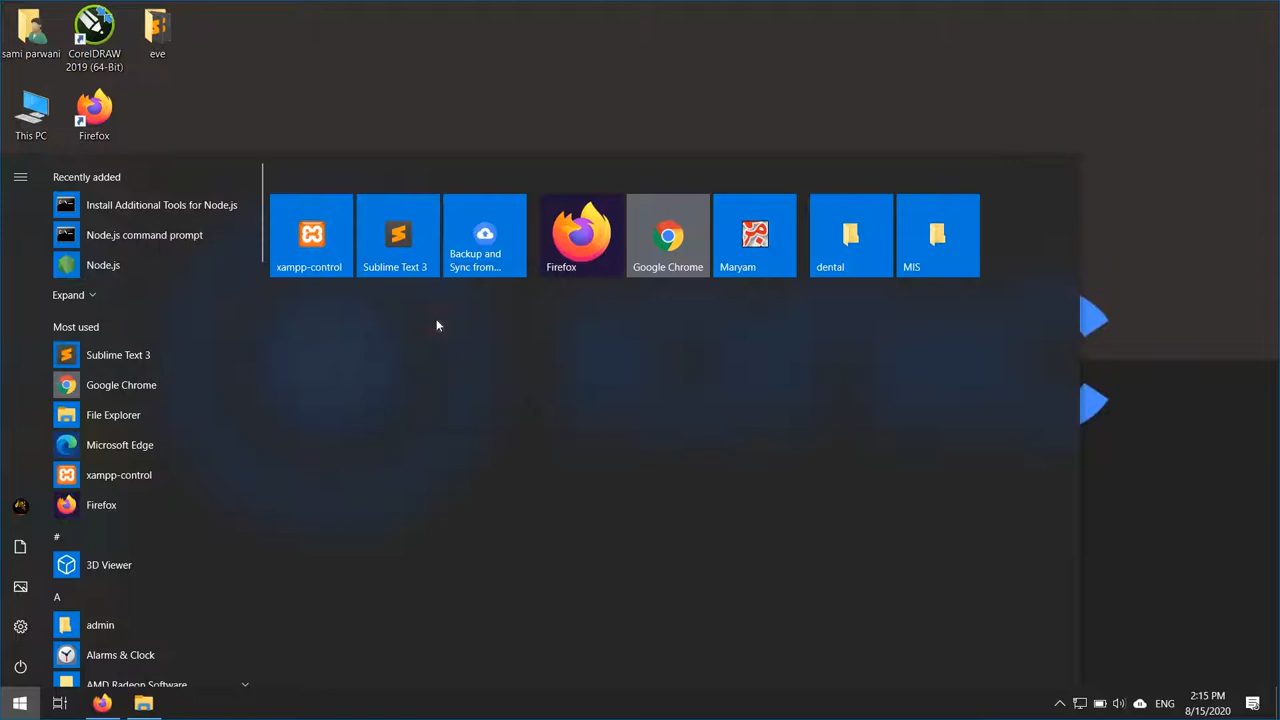 sami parwani
CorelDRAW
2019 (64-Bit)
eve
This PC
Firefox
Recently added
Install Additional Tools for Node.js
Node.js command prompt
Node.js
Expand
Most used
Sublime Text 3
Google Chrome
File Explorer
Microsoft Edge
xampp-control
Firefox
#
3D Viewer
A
admin
Alarms & Clock
AMD Radeon Software
xampp-control
Sublime Text 3
Backup and
Sync from...
Firefox
Google Chrome
Maryam
dental
MIS
ENG
2:15 PM
8/15/2020